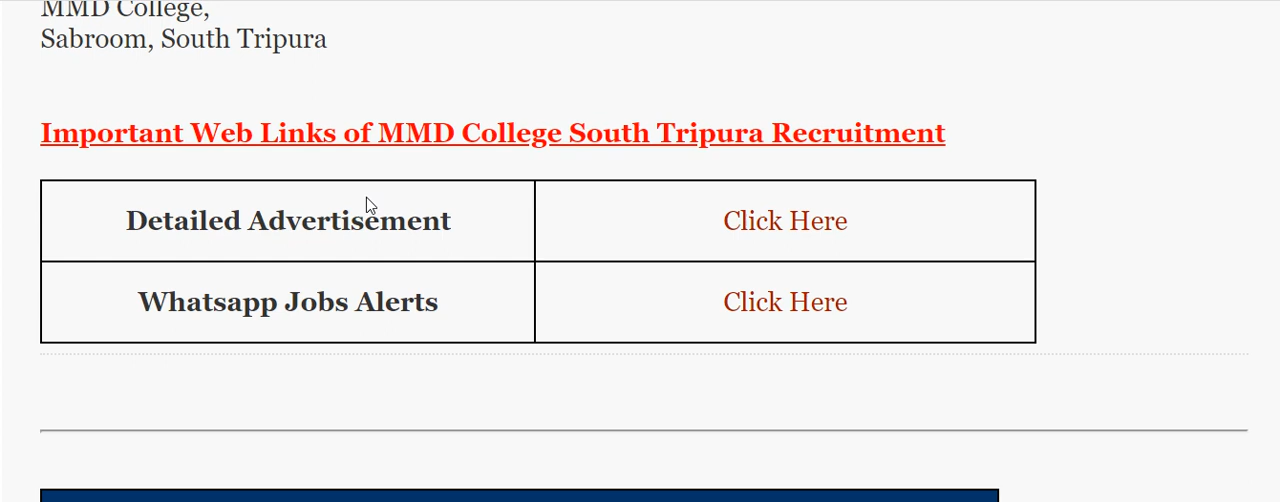 MMD College,
Sabroom, South Tripura
Important Web Links of MMD College South Tripura Recruitment
Detailed Advertisement Click Here
Whatsapp Jobs Alerts Click Here